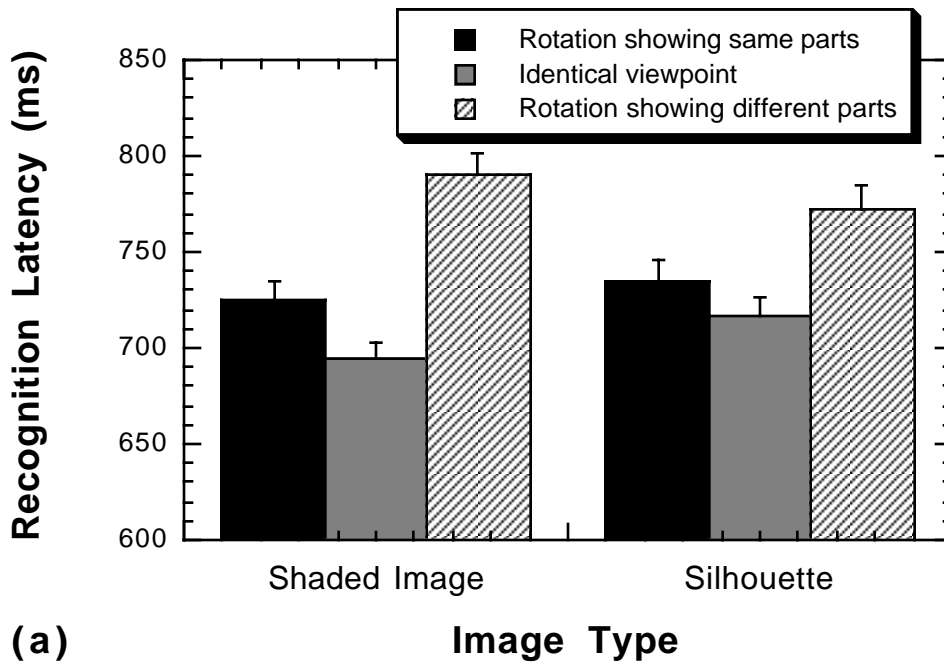 Rotation showing same parts
Identical viewpoint
Rotation showing different parts
Recognition Latency (ms)
850
800
750
700
650
600
Shaded Image
Silhouette
(a)
Image Type